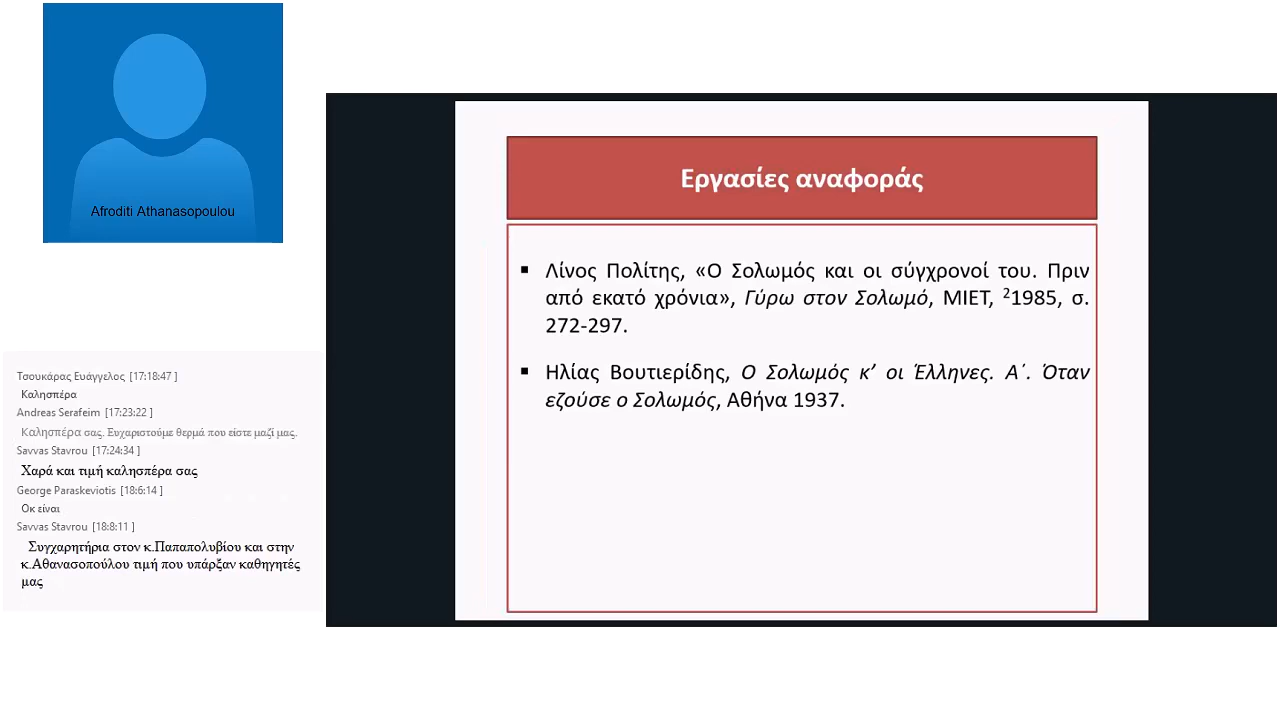 Afroditi Athanasopoulou
Τσουκάρας Ευάγγελος [17:18:47 ]
Καλησπέρα
Andreas Serafeim [17:23:22 ]
Καλησπέρα σας. Ευχαριστούμε θερμά που είστε μαζί μας.
Savvas Stavrou [17:24:34 ]
Χαρά και τιμή καλησπέρα σας
George Paraskeviotis [18:6:14 ]
Οκ είναι
Savvas Stavrou [18:8:11 ]
Συγχαρητήρια στον κ.Παπαπολυβίου και στην
κ.Αθανασοπούλου τιμή που υπάρξαν καθηγητές
μας
Εργασίες αναφοράς
▪ Λίνος Πολίτης, «Ο Σολωμός και οι σύγχρονοί του. Πριν
από εκατό χρόνια», Γύρω στον Σολωμό, ΜΙΕΤ, ²1985, σ.
272-297.
▪ Ηλίας Βουτιερίδης, Ο Σολωμός κ’ οι Έλληνες. Α΄. Όταν
εζούσε ο Σολωμός, Αθήνα 1937.